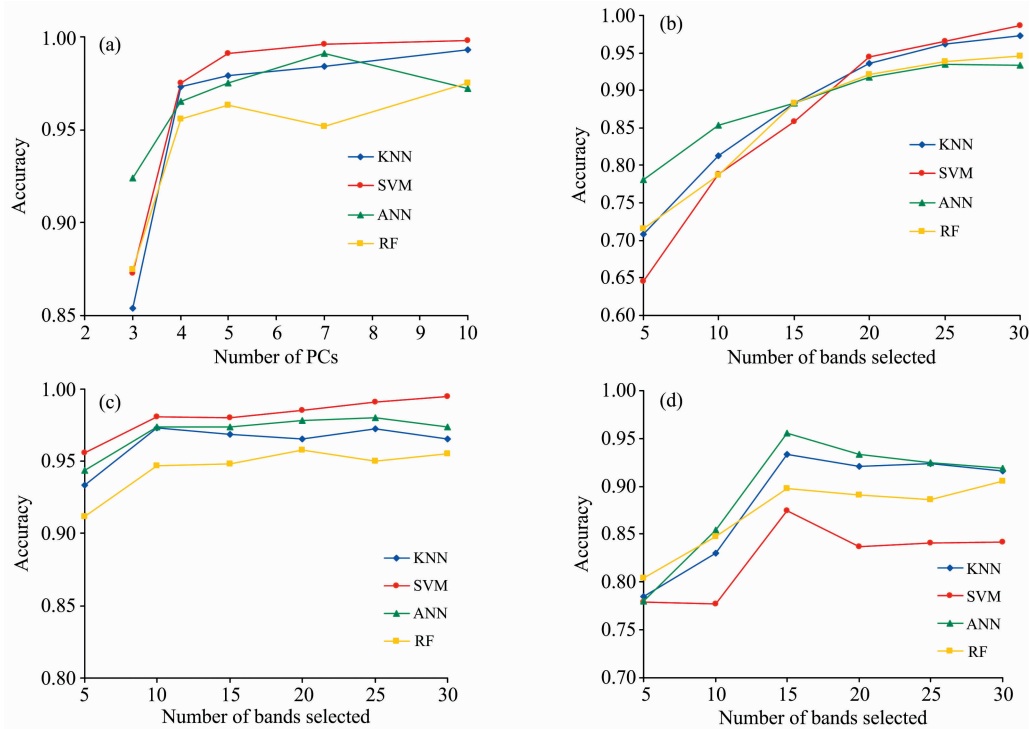 (a)
Accuracy
1.00
0.95
0.90
0.85
KNN
SVM
ANN
RF
2 3 4 5 6 7 8 9 10
Number of PCs
(b)
Accuracy
1.00
0.95
0.90
0.85
0.80
0.75
0.70
0.65
0.60
KNN
SVM
ANN
RF
5 10 15 20 25 30
Number of bands selected
(c)
Accuracy
1.00
0.95
0.90
0.85
0.80
KNN
SVM
ANN
RF
5 10 15 20 25 30
Number of bands selected
(d)
Accuracy
1.00
0.95
0.90
0.85
0.80
0.75
0.70
KNN
SVM
ANN
RF
5 10 15 20 25 30
Number of bands selected